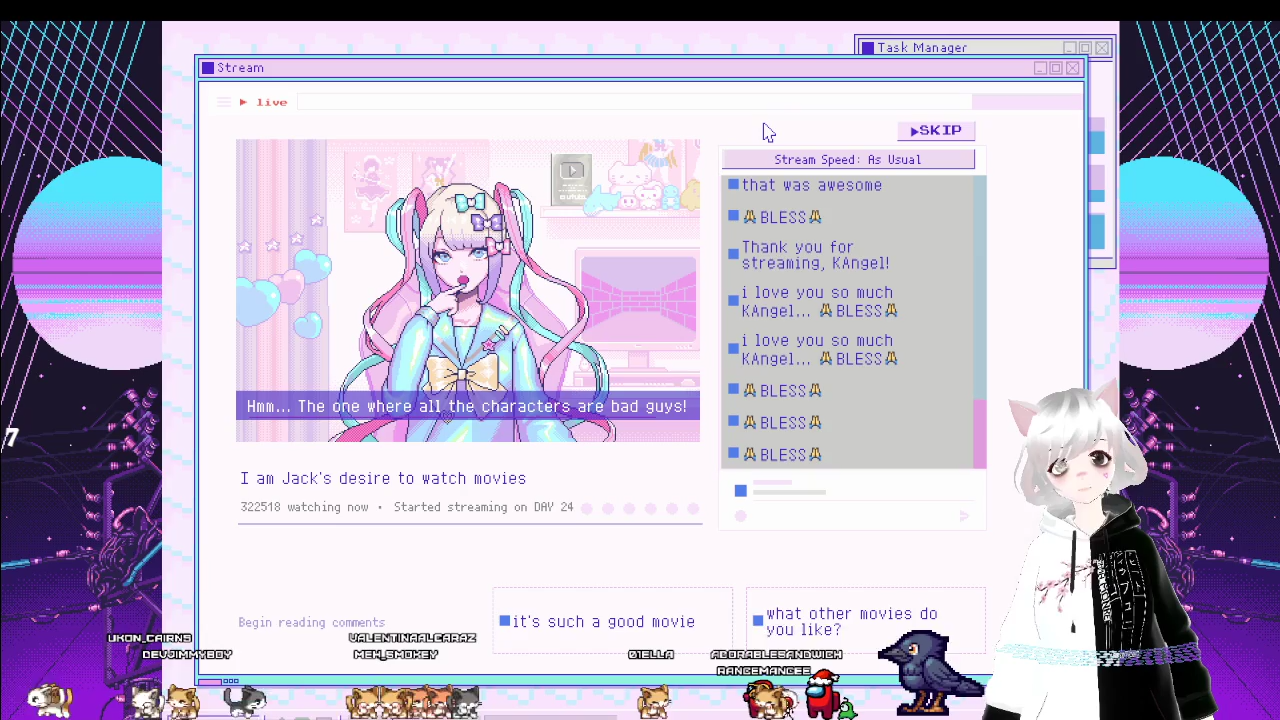 Task Manager
Stream
live
▶SKIP
Stream Speed: As Usual
that was awesome
🙏BLESS🙏
Thank you for
streaming, KAngel!
i love you so much
KAngel... 🙏BLESS🙏
i love you so much
KAngel... 🙏BLESS🙏
🙏BLESS🙏
🙏BLESS🙏
🙏BLESS🙏
Hmm... The one where all the characters are bad guys!
I am Jack's desire to watch movies
322518 watching now · Started streaming on DAY 24
7
Begin reading comments
it's such a good movie
what other movies do
you like?
UKON_CAIRNS
DEVJIMMYBOY
VALENTINAALCARAZ
MEH_SMOKEY
QIELLA
ADORABLESANDWICH
RANGEMANGEE